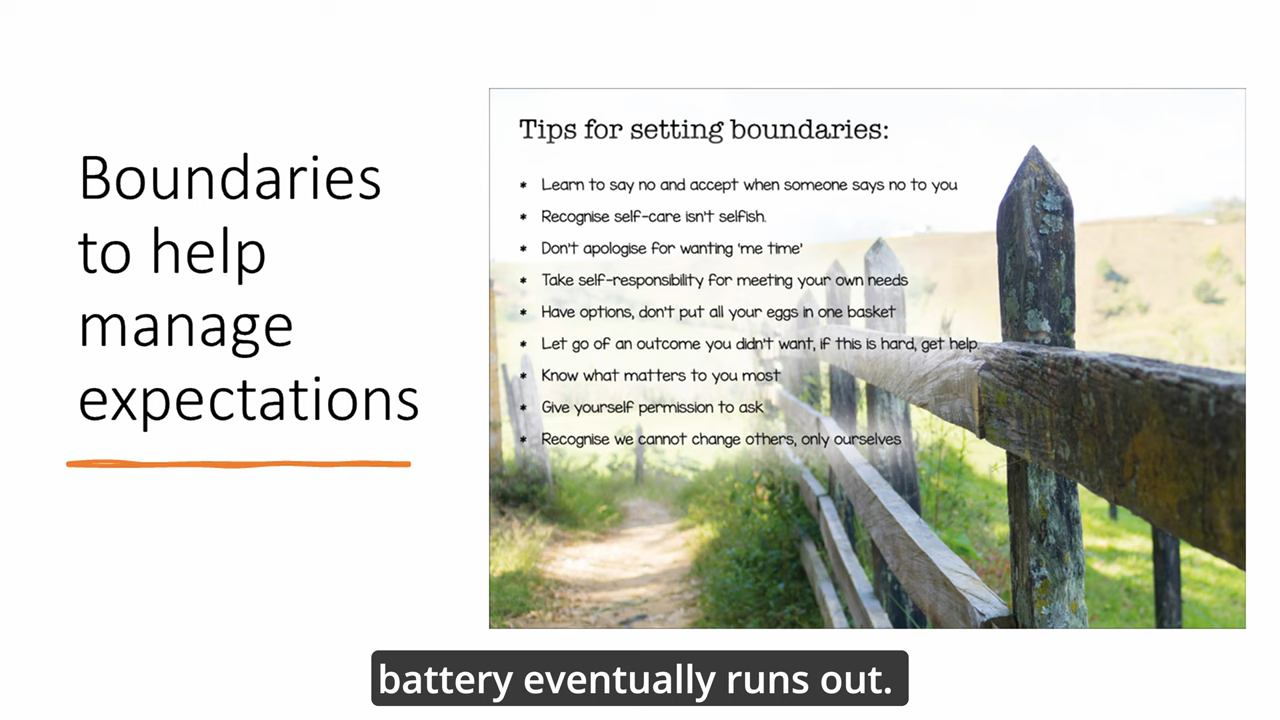 Boundaries
to help
manage
expectations
Tips for setting boundaries:
* Learn to say no and accept when someone says no to you
* Recognise self-care isn't selfish.
* Don't apologise for wanting 'me time'
* Take self-responsibility for meeting your own needs
* Have options, don't put all your eggs in one basket
* Let go of an outcome you didn't want, if this is hard, get help.
* Know what matters to you most
* Give yourself permission to ask
* Recognise we cannot change others, only ourselves
battery eventually runs out.